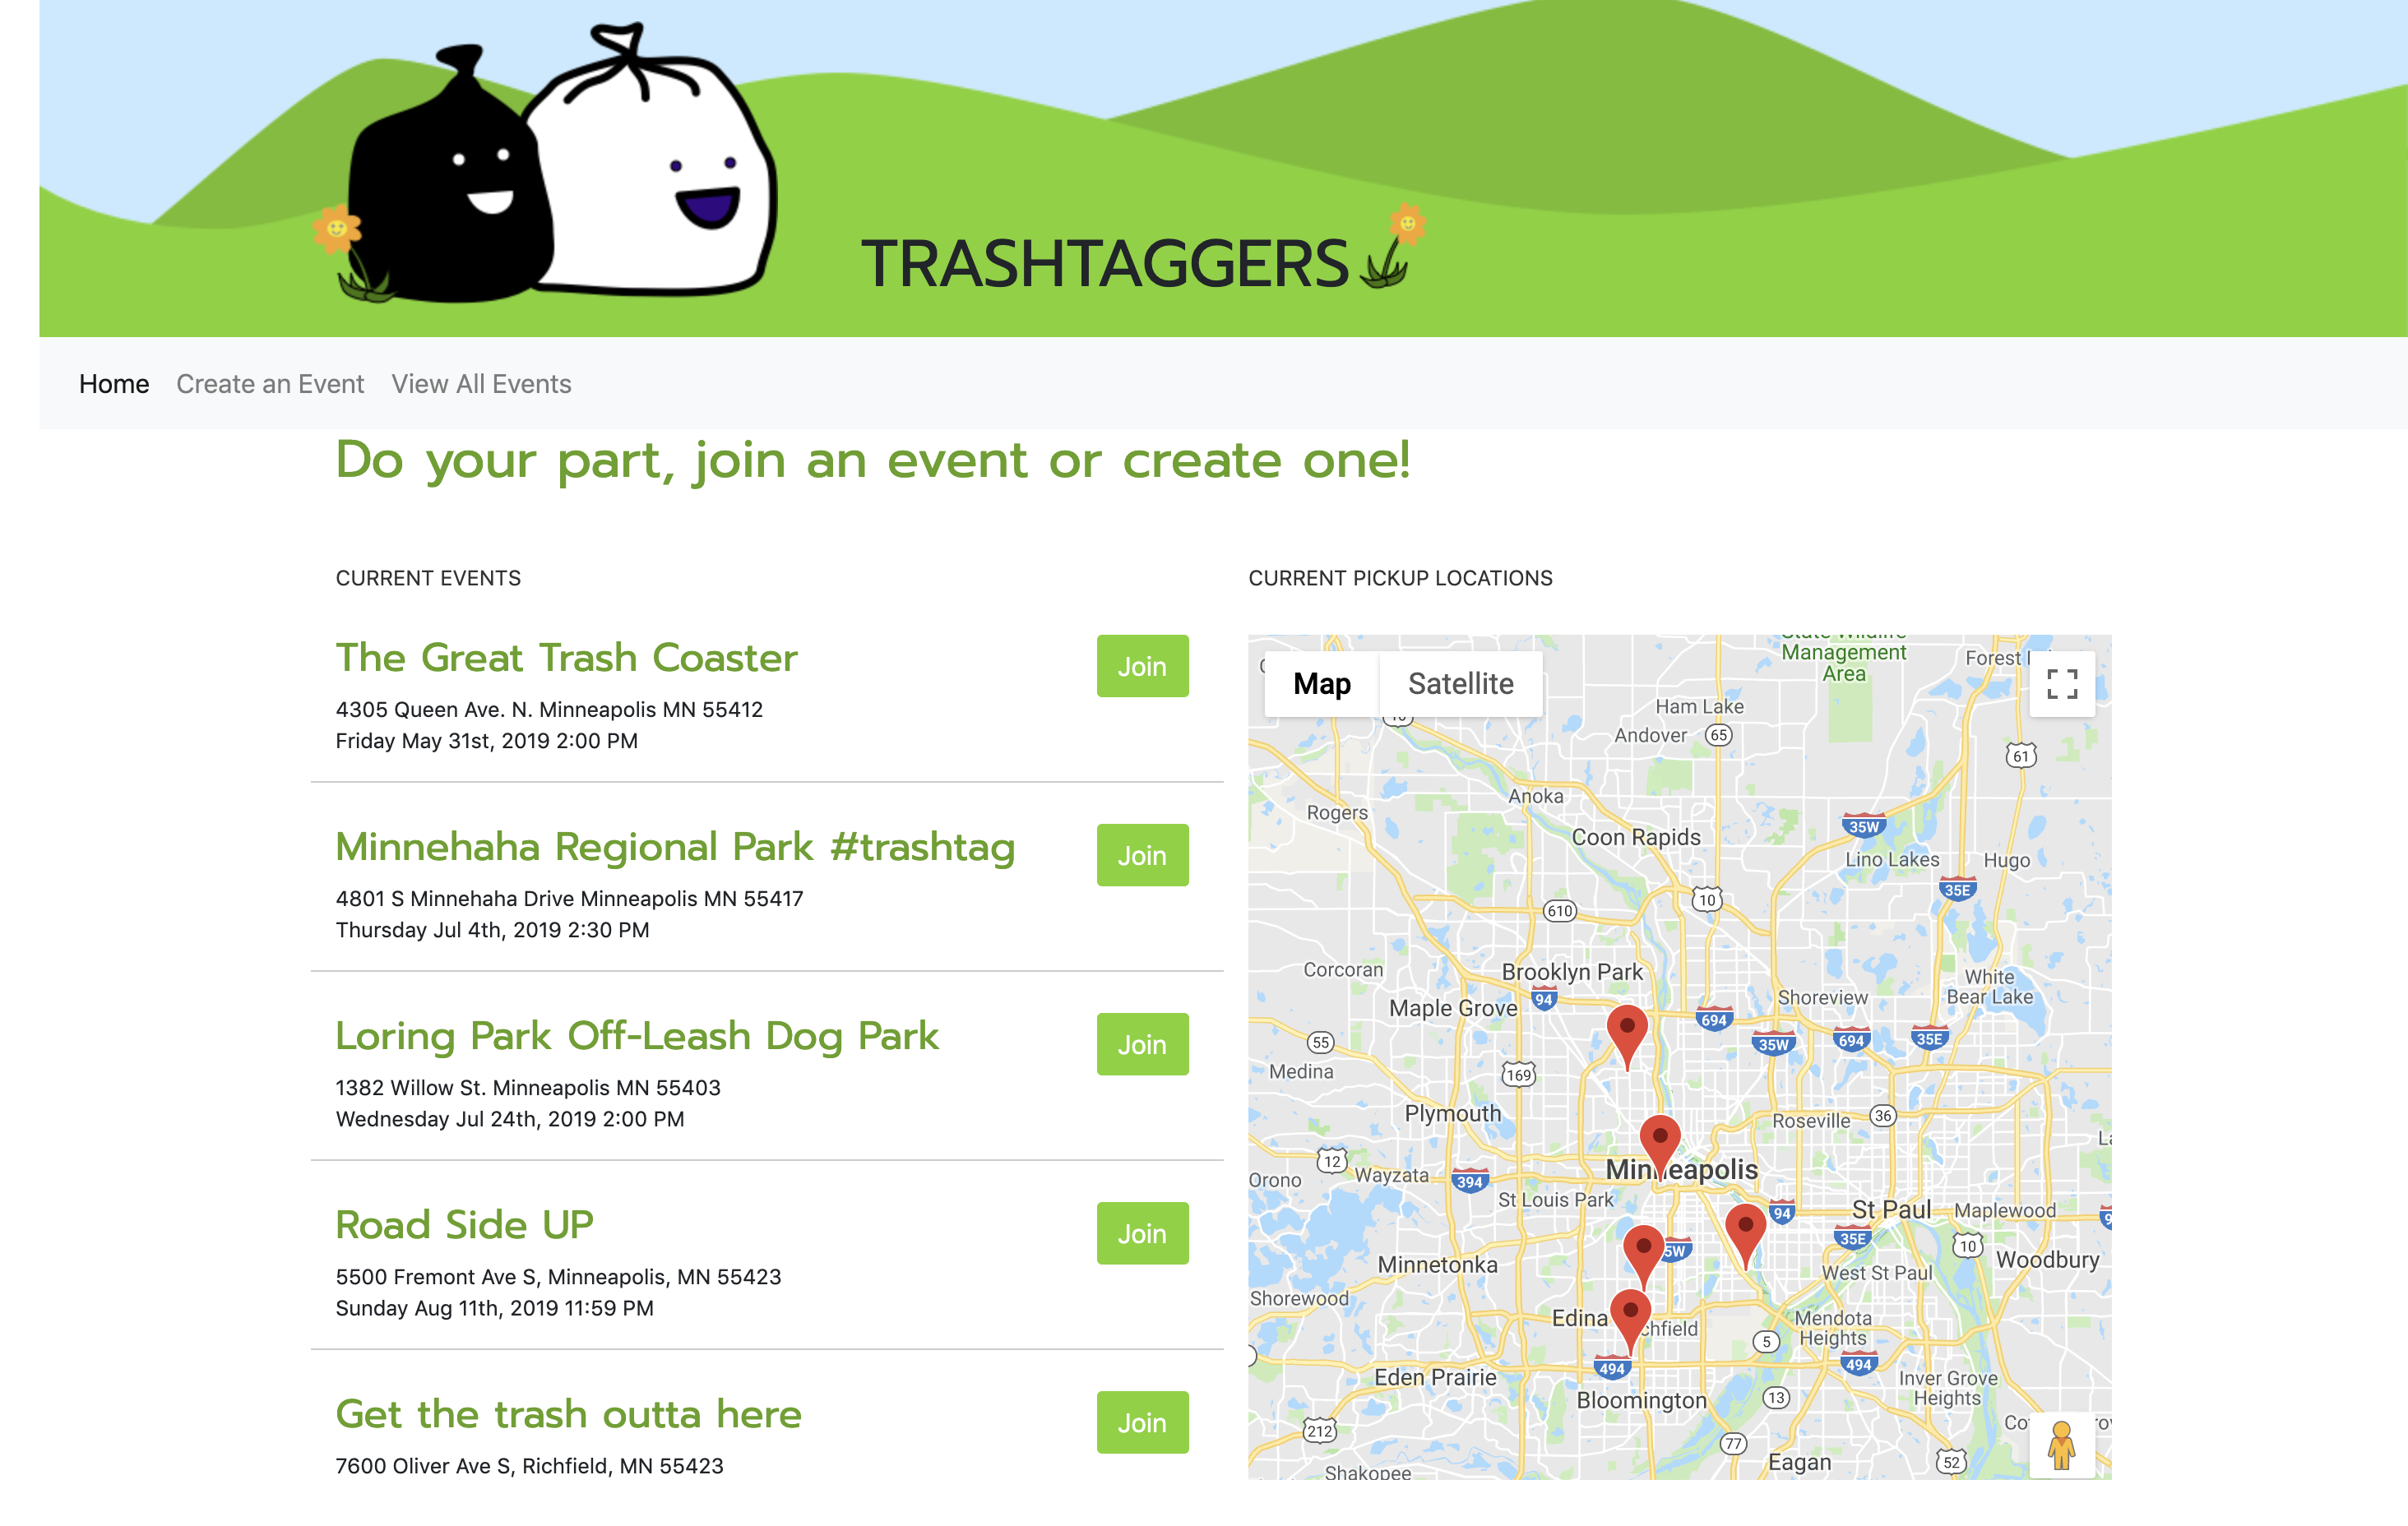 TRASHTAGGERS
Home Create an Event View All Events
Do your part, join an event or create one!
CURRENT EVENTS
The Great Trash Coaster
Join
4305 Queen Ave. N. Minneapolis MN 55412
Friday May 31st, 2019 2:00 PM
Minnehaha Regional Park #trashtag
Join
4801 S Minnehaha Drive Minneapolis MN 55417
Thursday Jul 4th, 2019 2:30 PM
Loring Park Off-Leash Dog Park
Join
1382 Willow St. Minneapolis MN 55403
Wednesday Jul 24th, 2019 2:00 PM
Road Side UP
Join
5500 Fremont Ave S, Minneapolis, MN 55423
Sunday Aug 11th, 2019 11:59 PM
Get the trash outta here
Join
7600 Oliver Ave S, Richfield, MN 55423
CURRENT PICKUP LOCATIONS
Map Satellite
Management
Area
Forest
Ham Lake
Andover 65
61
Anoka
Rogers
Coon Rapids
35W
Lino Lakes Hugo
35E
10
610
Corcoran
Brooklyn Park
White
Bear Lake
94
Maple Grove
Shoreview
694
55
35W
694
35E
Medina
169
Plymouth
Roseville 36
12
Wayzata
Minneapolis
Orono
394
St Louis Park
94
St Paul
Maplewood
35E
10
5W
Minnetonka
Woodbury
West St Paul
Shorewood
Edina
chfield
Mendota
Heights
5
494
494
Eden Prairie
Inver Grove
Heights
Bloomington
13
212
77
Eagan
52
Shakopee